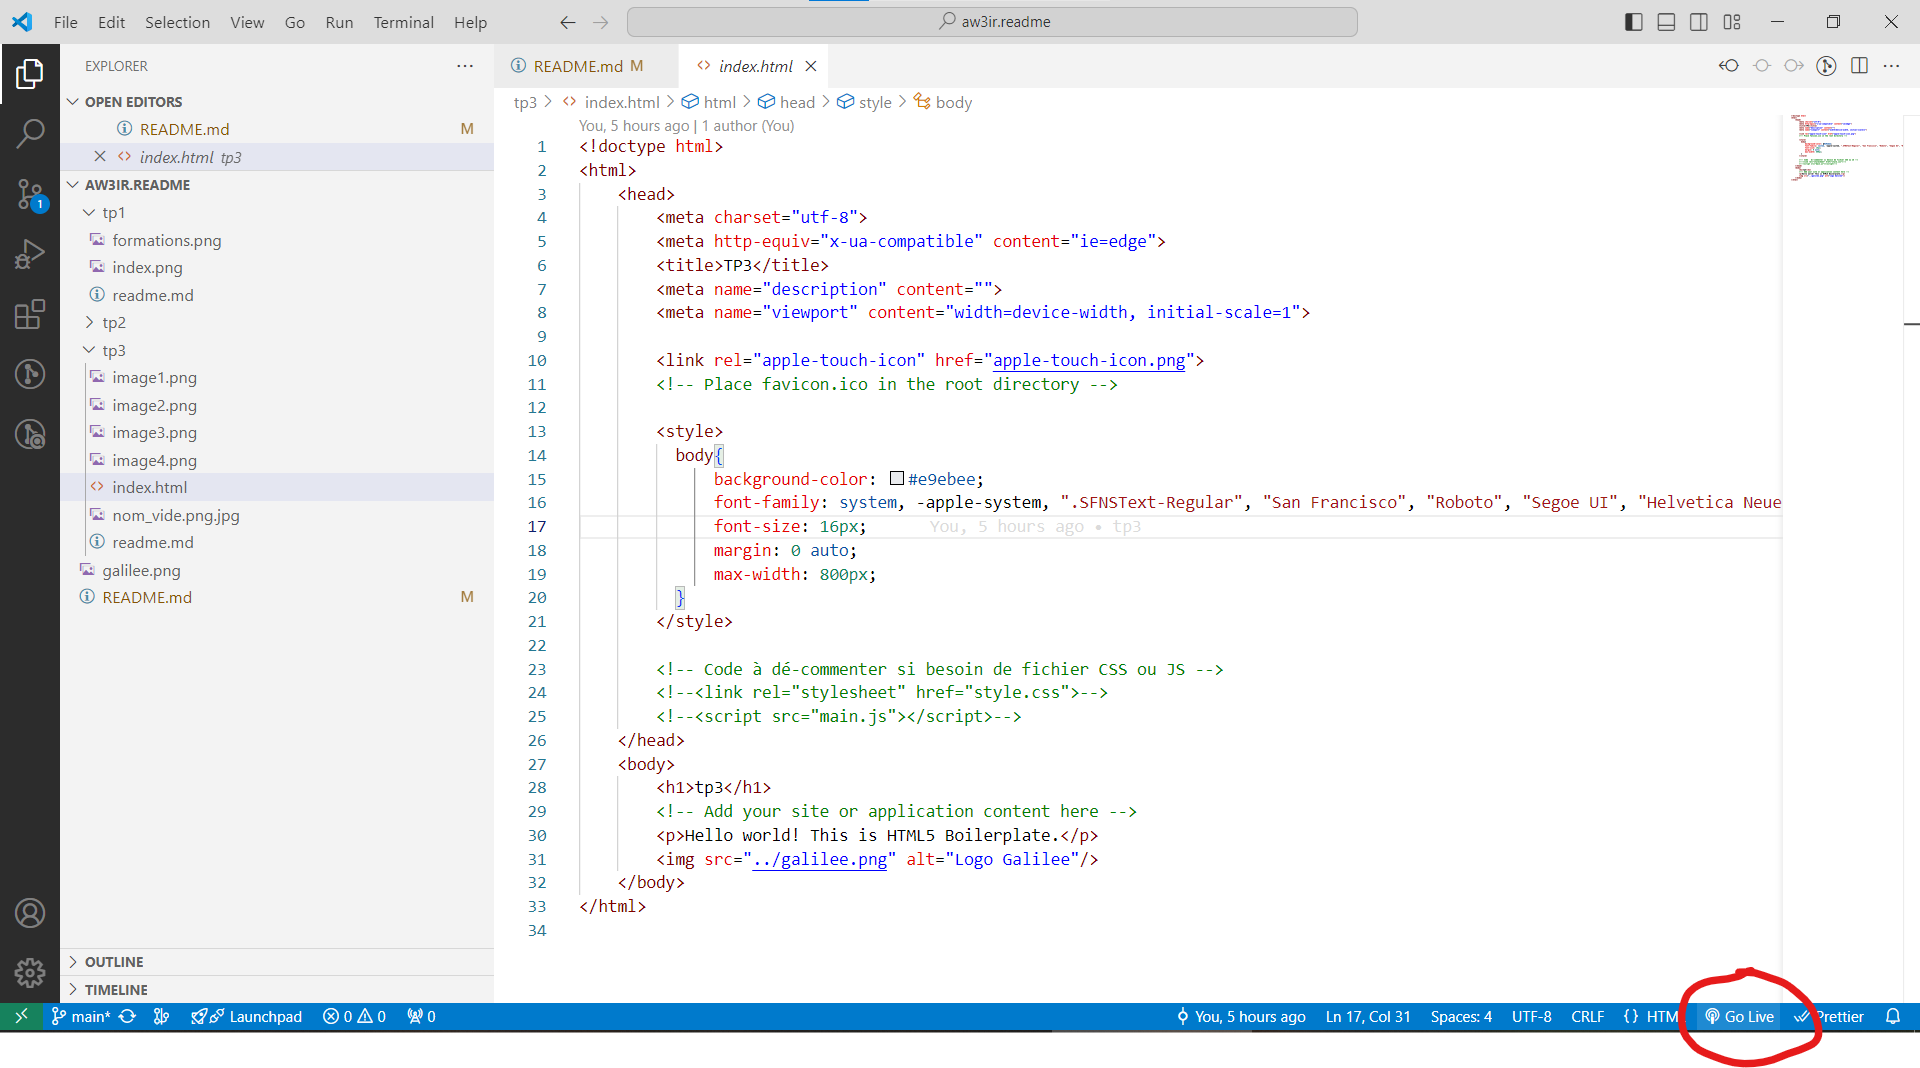 File Edit Selection View Go Run Terminal Help
aw3ir.readme
EXPLORER
OPEN EDITORS
README.md M
index.html tp3
AW3IR.README
tp1
formations.png
index.png
readme.md
tp2
tp3
image1.png
image2.png
image3.png
image4.png
index.html
nom_vide.png.jpg
readme.md
galilee.png
README.md M
OUTLINE
TIMELINE
README.md M
index.html
tp3 > index.html > html > head > style > body
You, 5 hours ago | 1 author (You)
1 <!doctype html>
2 <html>
3 <head>
4 <meta charset="utf-8">
5 <meta http-equiv="x-ua-compatible" content="ie=edge">
6 <title>TP3</title>
7 <meta name="description" content="">
8 <meta name="viewport" content="width=device-width, initial-scale=1">
9
10 <link rel="apple-touch-icon" href="apple-touch-icon.png">
11 <!-- Place favicon.ico in the root directory -->
12
13 <style>
14 body{
15 background-color: #e9ebee;
16 font-family: system, -apple-system, ".SFNSText-Regular", "San Francisco", "Roboto", "Segoe UI", "Helvetica Neue
17 font-size: 16px; You, 5 hours ago • tp3
18 margin: 0 auto;
19 max-width: 800px;
20 }
21 </style>
22
23 <!-- Code à dé-commenter si besoin de fichier CSS ou JS -->
24 <!--<link rel="stylesheet" href="style.css">-->
25 <!--<script src="main.js"></script>-->
26 </head>
27 <body>
28 <h1>tp3</h1>
29 <!-- Add your site or application content here -->
30 <p>Hello world! This is HTML5 Boilerplate.</p>
31 <img src="../galilee.png" alt="Logo Galilee"/>
32 </body>
33 </html>
34
1
main* Launchpad 0 0 0 You, 5 hours ago Ln 17, Col 31 Spaces: 4 UTF-8 CRLF {} HTM Go Live Prettier